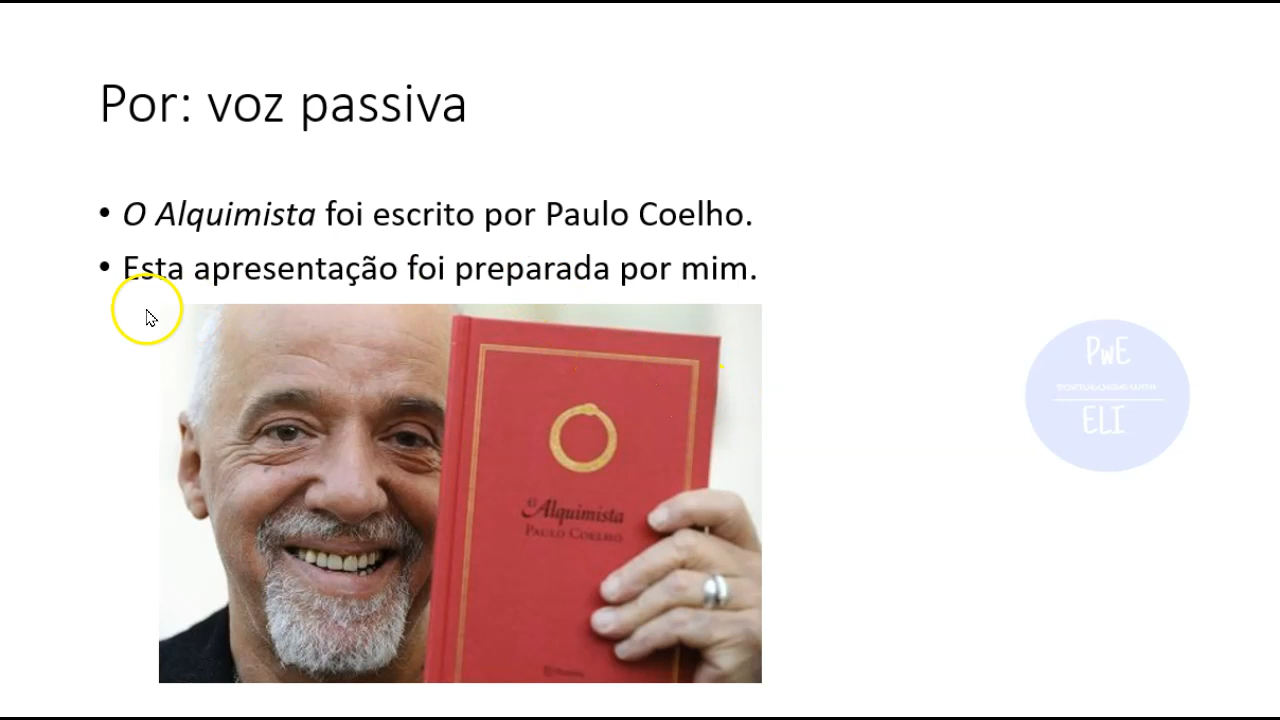 Por: voz passiva
• O Alquimista foi escrito por Paulo Coelho.
• Esta apresentação foi preparada por mim.
O Alquimista
PAULO COELHO
PWE
ELI